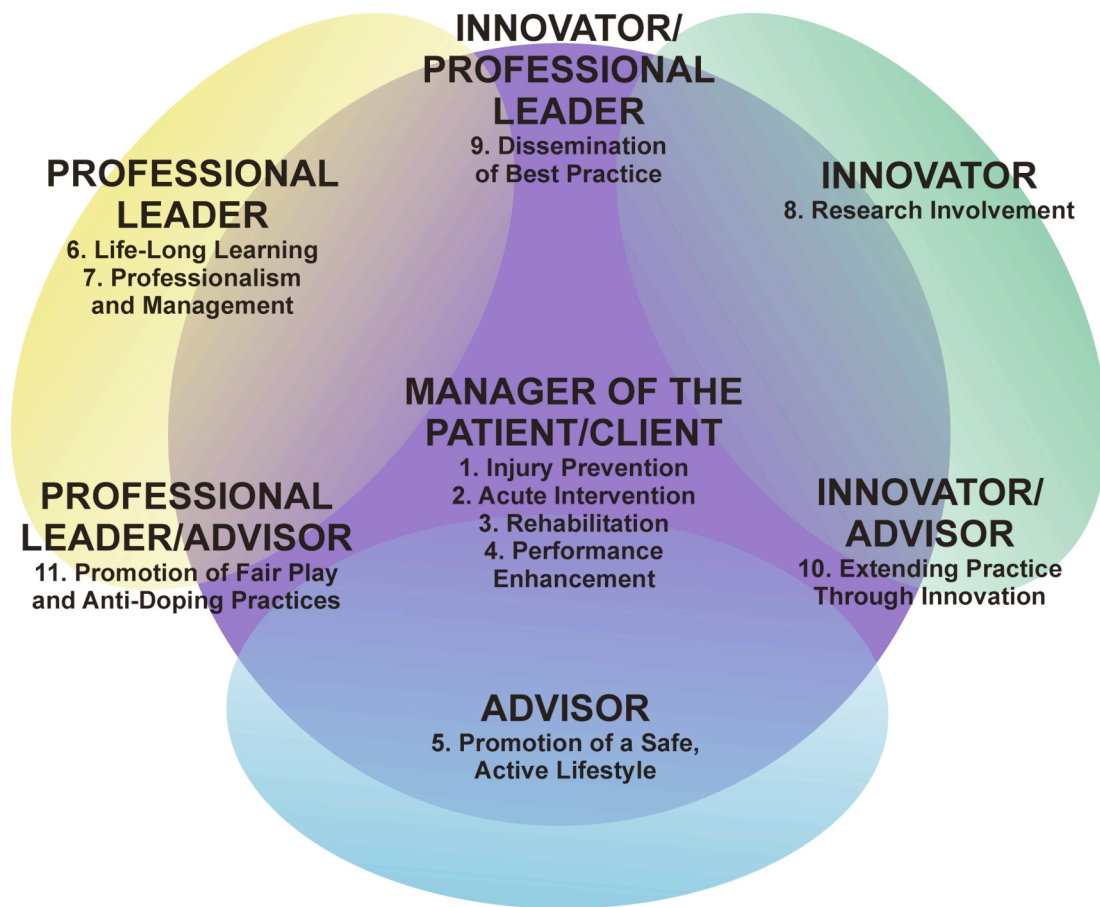 INNOVATOR/
PROFESSIONAL
LEADER
9. Dissemination
of Best Practice
PROFESSIONAL
LEADER
6. Life-Long Learning
7. Professionalism
and Management
INNOVATOR
8. Research Involvement
MANAGER OF THE
PATIENT/CLIENT
1. Injury Prevention
2. Acute Intervention
3. Rehabilitation
4. Performance
Enhancement
PROFESSIONAL
LEADER/ADVISOR
11. Promotion of Fair Play
and Anti-Doping Practices
INNOVATOR/
ADVISOR
10. Extending Practice
Through Innovation
ADVISOR
5. Promotion of a Safe,
Active Lifestyle